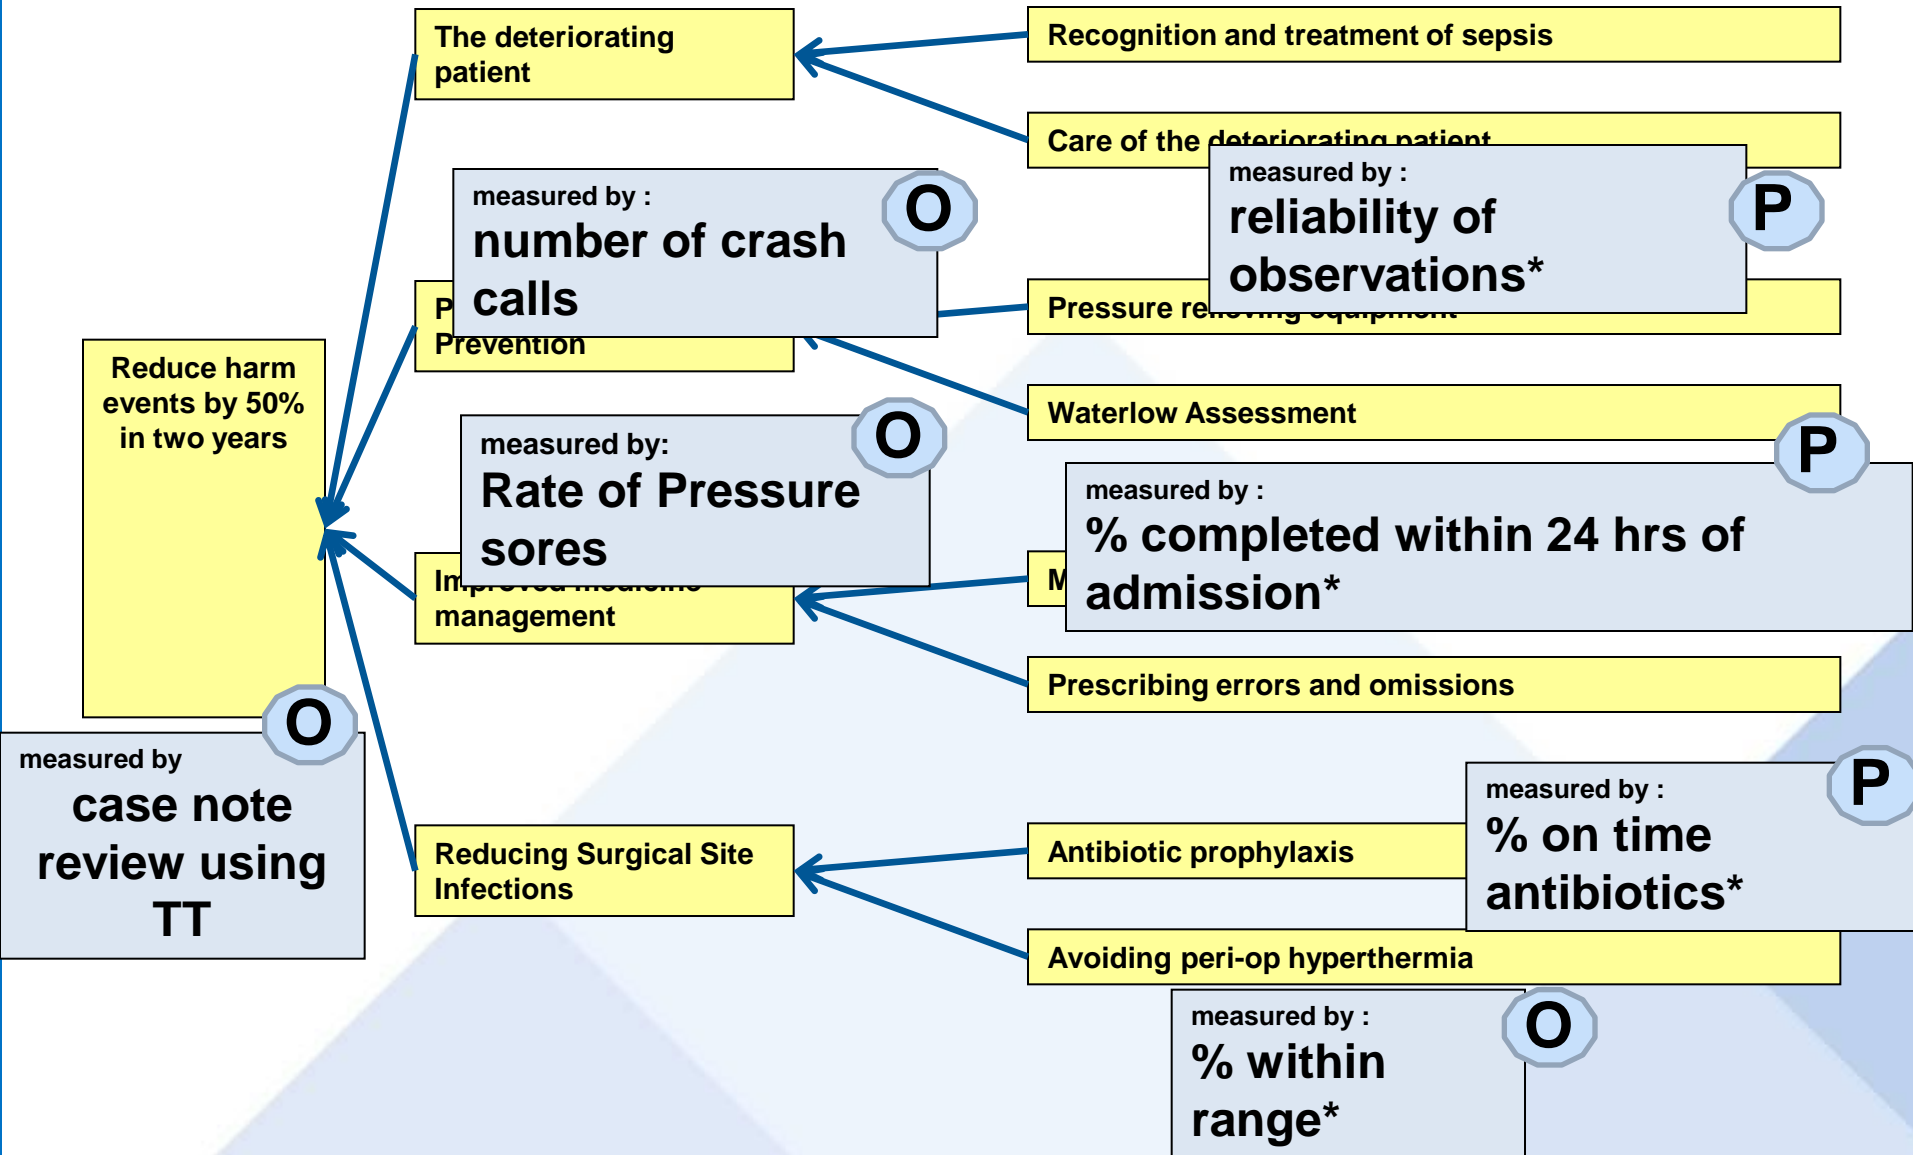 The deteriorating
patient
Recognition and treatment of sepsis
Care of the deteriorating patient
measured by :
number of crash
calls
O
measured by :
reliability of
observations*
P
P
Prevention
Pressure relieving equipment
Reduce harm
events by 50%
in two years
Waterlow Assessment
measured by:
Rate of Pressure
sores
O
measured by :
% completed within 24 hrs of
admission*
P
Improved medicine
management
M
Prescribing errors and omissions
O
measured by
case note
review using
TT
Reducing Surgical Site
Infections
Antibiotic prophylaxis
measured by :
% on time
antibiotics*
P
Avoiding peri-op hyperthermia
measured by :
% within
range*
O